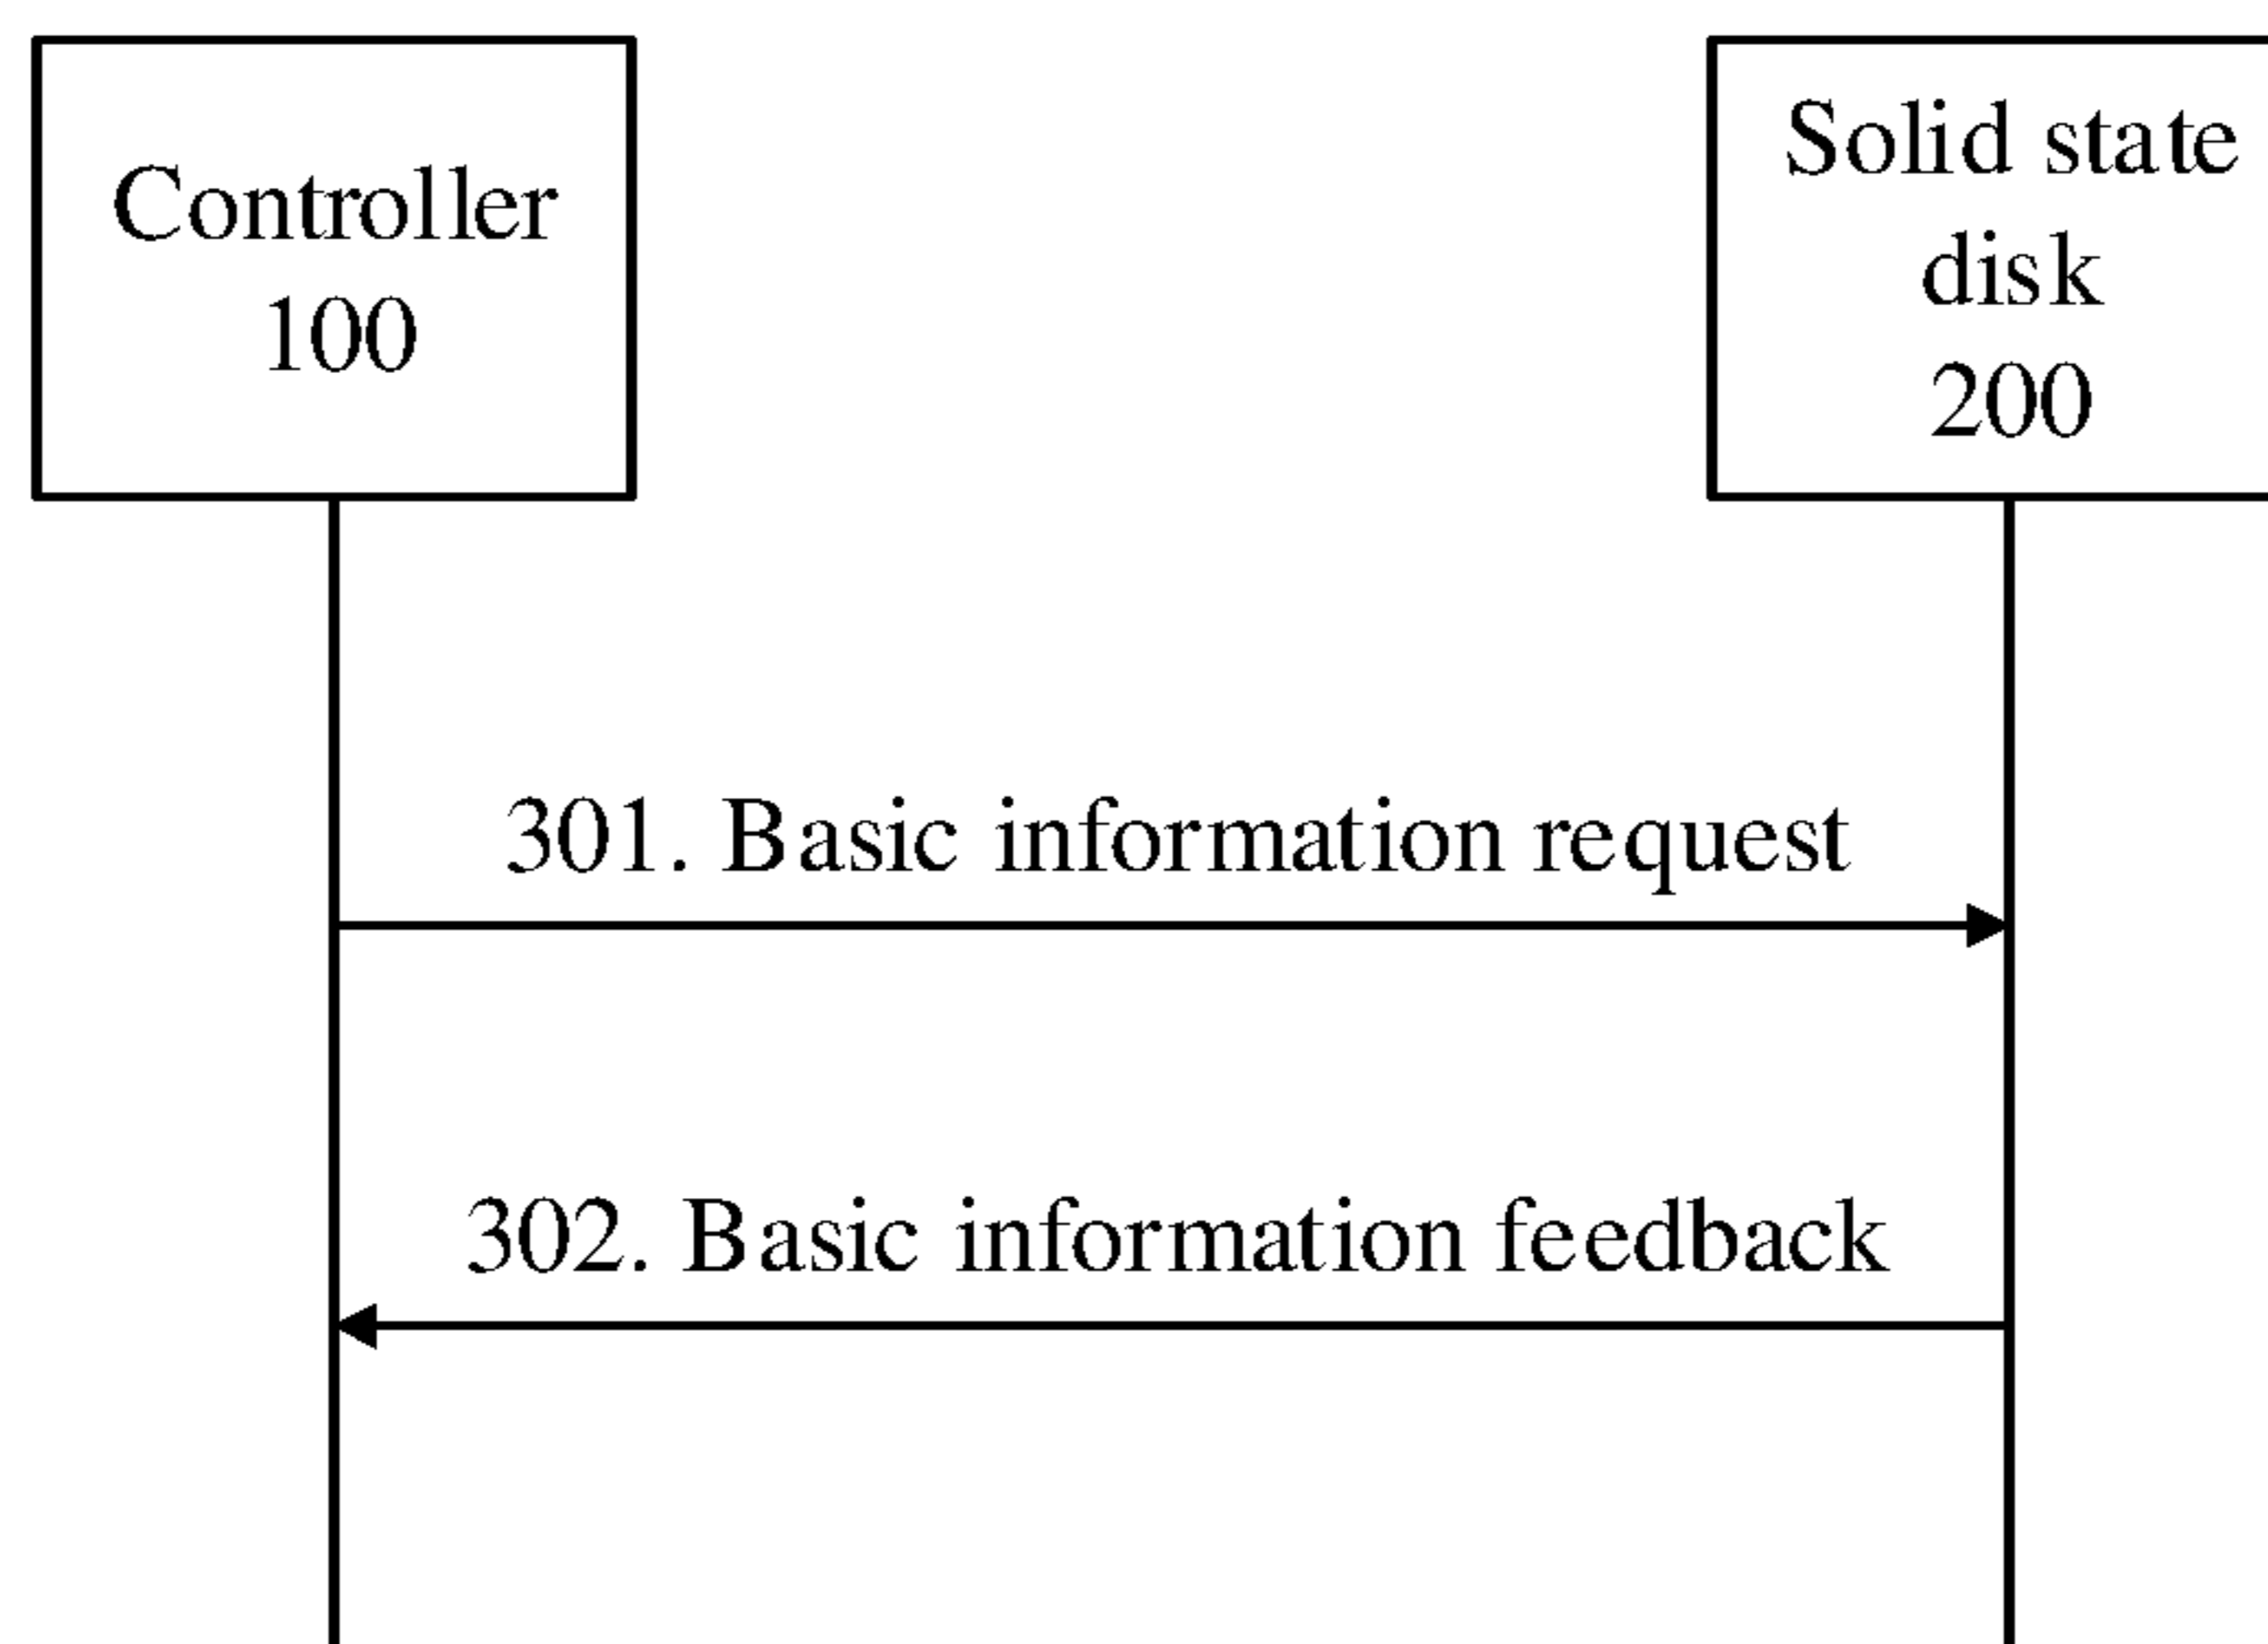 Controller
100
Solid state
disk
200
301. Basic information request
302. Basic information feedback